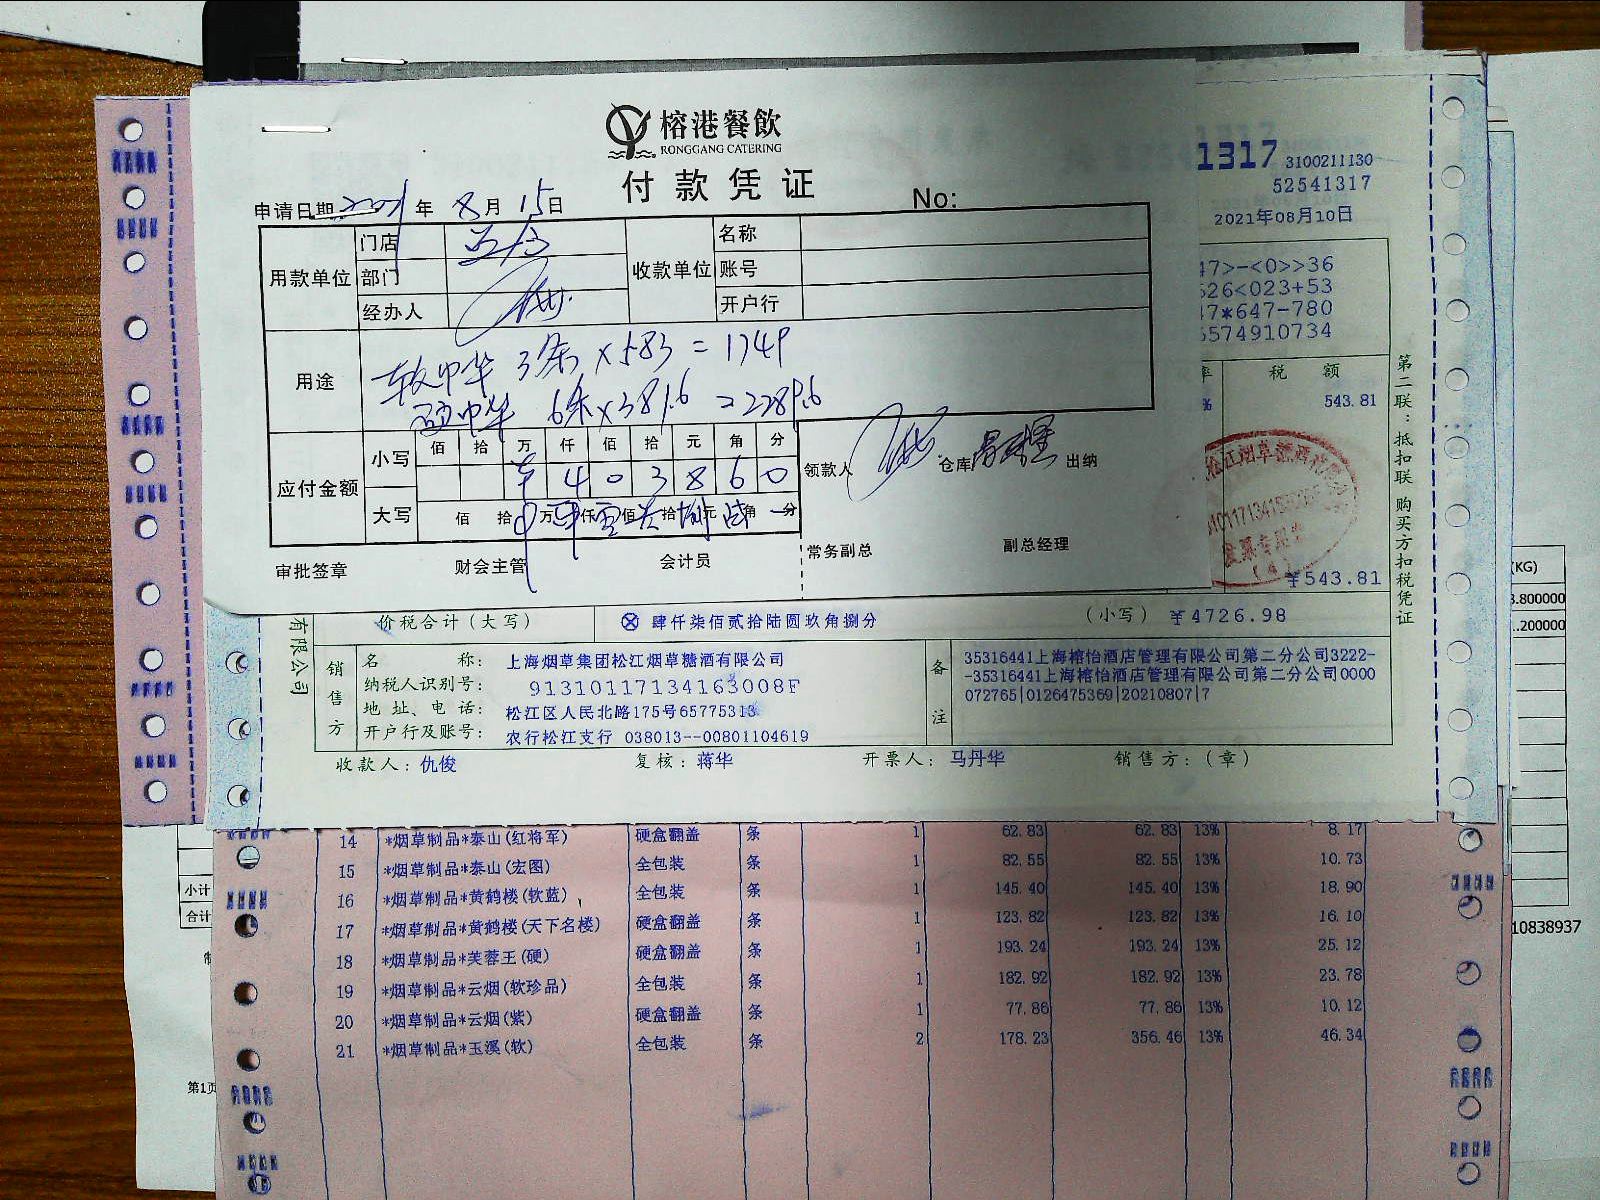 榕港餐飲
RONGGANG CATERING
付款凭证
申请日期 2021 年 8 月 15 日
No:
用款单位
门店
部门
经办人
收款单位
名称
账号
开户行
用途
软中华 3条×583=1749
硬中华 6条×381.6=2289.6
应付金额
小写
佰 拾 万 仟 佰 拾 元 角 分
¥ 4 0 3 8 6 0
大写
佰 拾 万 仟 佰 拾 元 角 分
领款人
仓库
出纳
审批签章
财会主管
会计员
常务副总
副总经理
1317 3100211130
52541317
2021年08月10日
47>-<0>>36
526<023+53
47*647-780
5574910734
率
税 额
%
543.81
¥543.81
第二联:抵扣联 购买方扣税凭证
发票专用章
(4)
有限公司
价税合计(大写)
ⓧ 肆仟柒佰贰拾陆圆玖角捌分
(小写) ¥4726.98
销售方
名 称: 上海烟草集团松江烟草糖酒有限公司
纳税人识别号: 91310117134163008F
地 址、电 话: 松江区人民北路175号65775313
开户行及账号: 农行松江支行 038013--00801104619
备注
35316441上海榕怡酒店管理有限公司第二分公司3222-
-35316441上海榕怡酒店管理有限公司第二分公司0000
072765|0126475369|20210807|7
收款人: 仇俊
复核: 蒋华
开票人: 马丹华
销售方:(章)
14 *烟草制品*泰山(红将军) 硬盒翻盖 条 1 62.83 62.83 13% 8.17
15 *烟草制品*泰山(宏图) 全包装 条 1 82.55 82.55 13% 10.73
16 *烟草制品*黄鹤楼(软蓝) 全包装 条 1 145.40 145.40 13% 18.90
17 *烟草制品*黄鹤楼(天下名楼) 硬盒翻盖 条 1 123.82 123.82 13% 16.10
18 *烟草制品*芙蓉王(硬) 硬盒翻盖 条 1 193.24 193.24 13% 25.12
19 *烟草制品*云烟(软珍品) 全包装 条 1 182.92 182.92 13% 23.78
20 *烟草制品*云烟(紫) 硬盒翻盖 条 1 77.86 77.86 13% 10.12
21 *烟草制品*玉溪(软) 全包装 条 2 178.23 356.46 13% 46.34
小计
合计
第1页
(KG)
3.800000
.200000
10838937